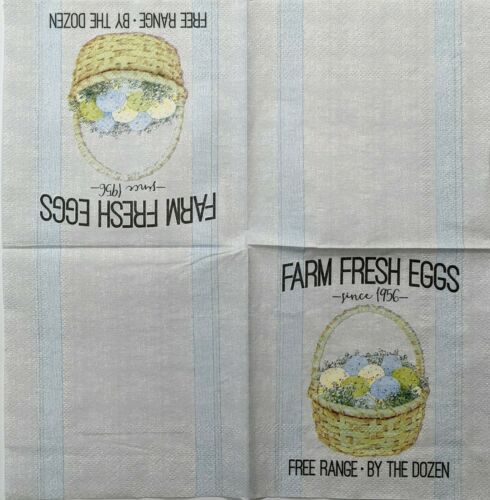 FREE RANGE · BY THE DOZEN
-since 1956-
FARM FRESH EGGS
FARM FRESH EGGS
-since 1956-
FREE RANGE · BY THE DOZEN